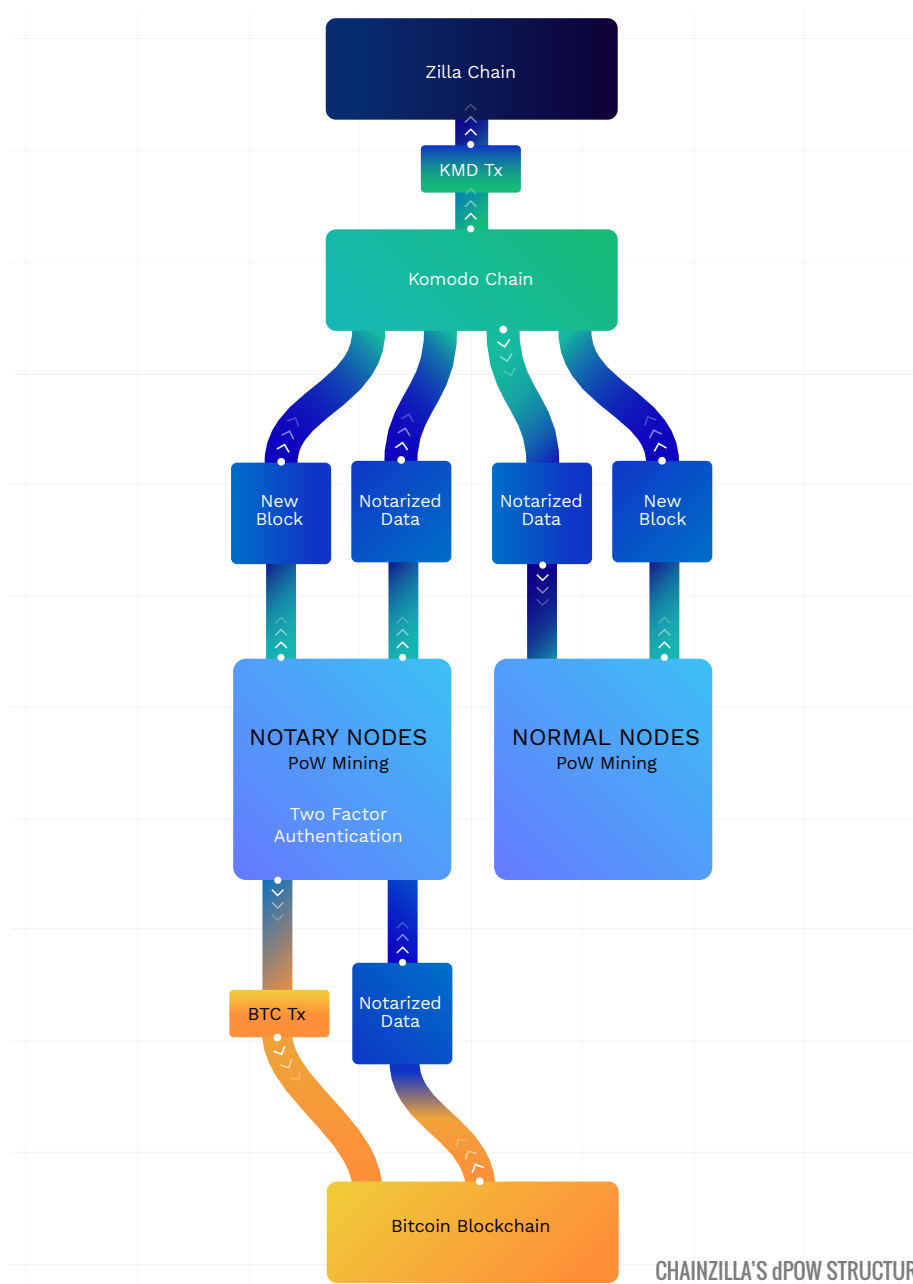 Zilla Chain
KMD Tx
Komodo Chain
New
Block
Notarized
Data
Notarized
Data
New
Block
NOTARY NODES
PoW Mining
Two Factor
Authentication
NORMAL NODES
PoW Mining
BTC Tx
Notarized
Data
Bitcoin Blockchain
CHAINZILLA'S dPOW STRUCTUR